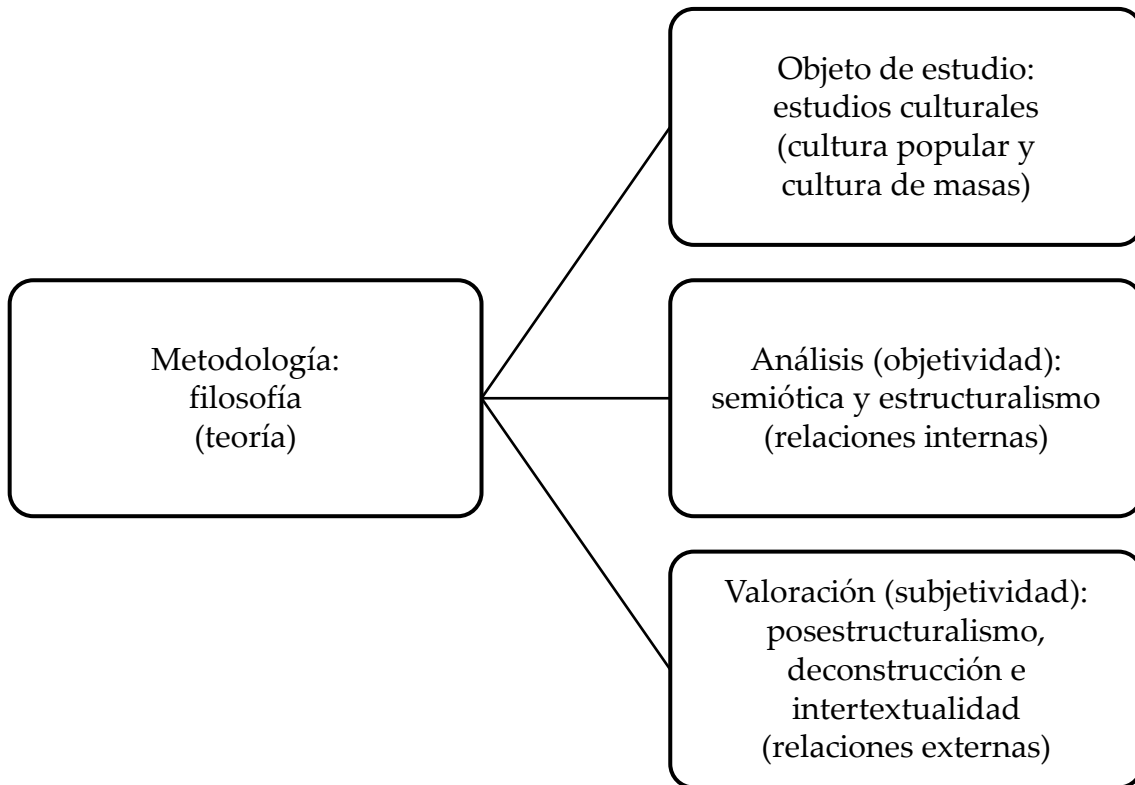 Metodología:
filosofía
(teoría)
Objeto de estudio:
estudios culturales
(cultura popular y
cultura de masas)
Análisis (objetividad):
semiótica y estructuralismo
(relaciones internas)
Valoración (subjetividad):
posestructuralismo,
deconstrucción e
intertextualidad
(relaciones externas)